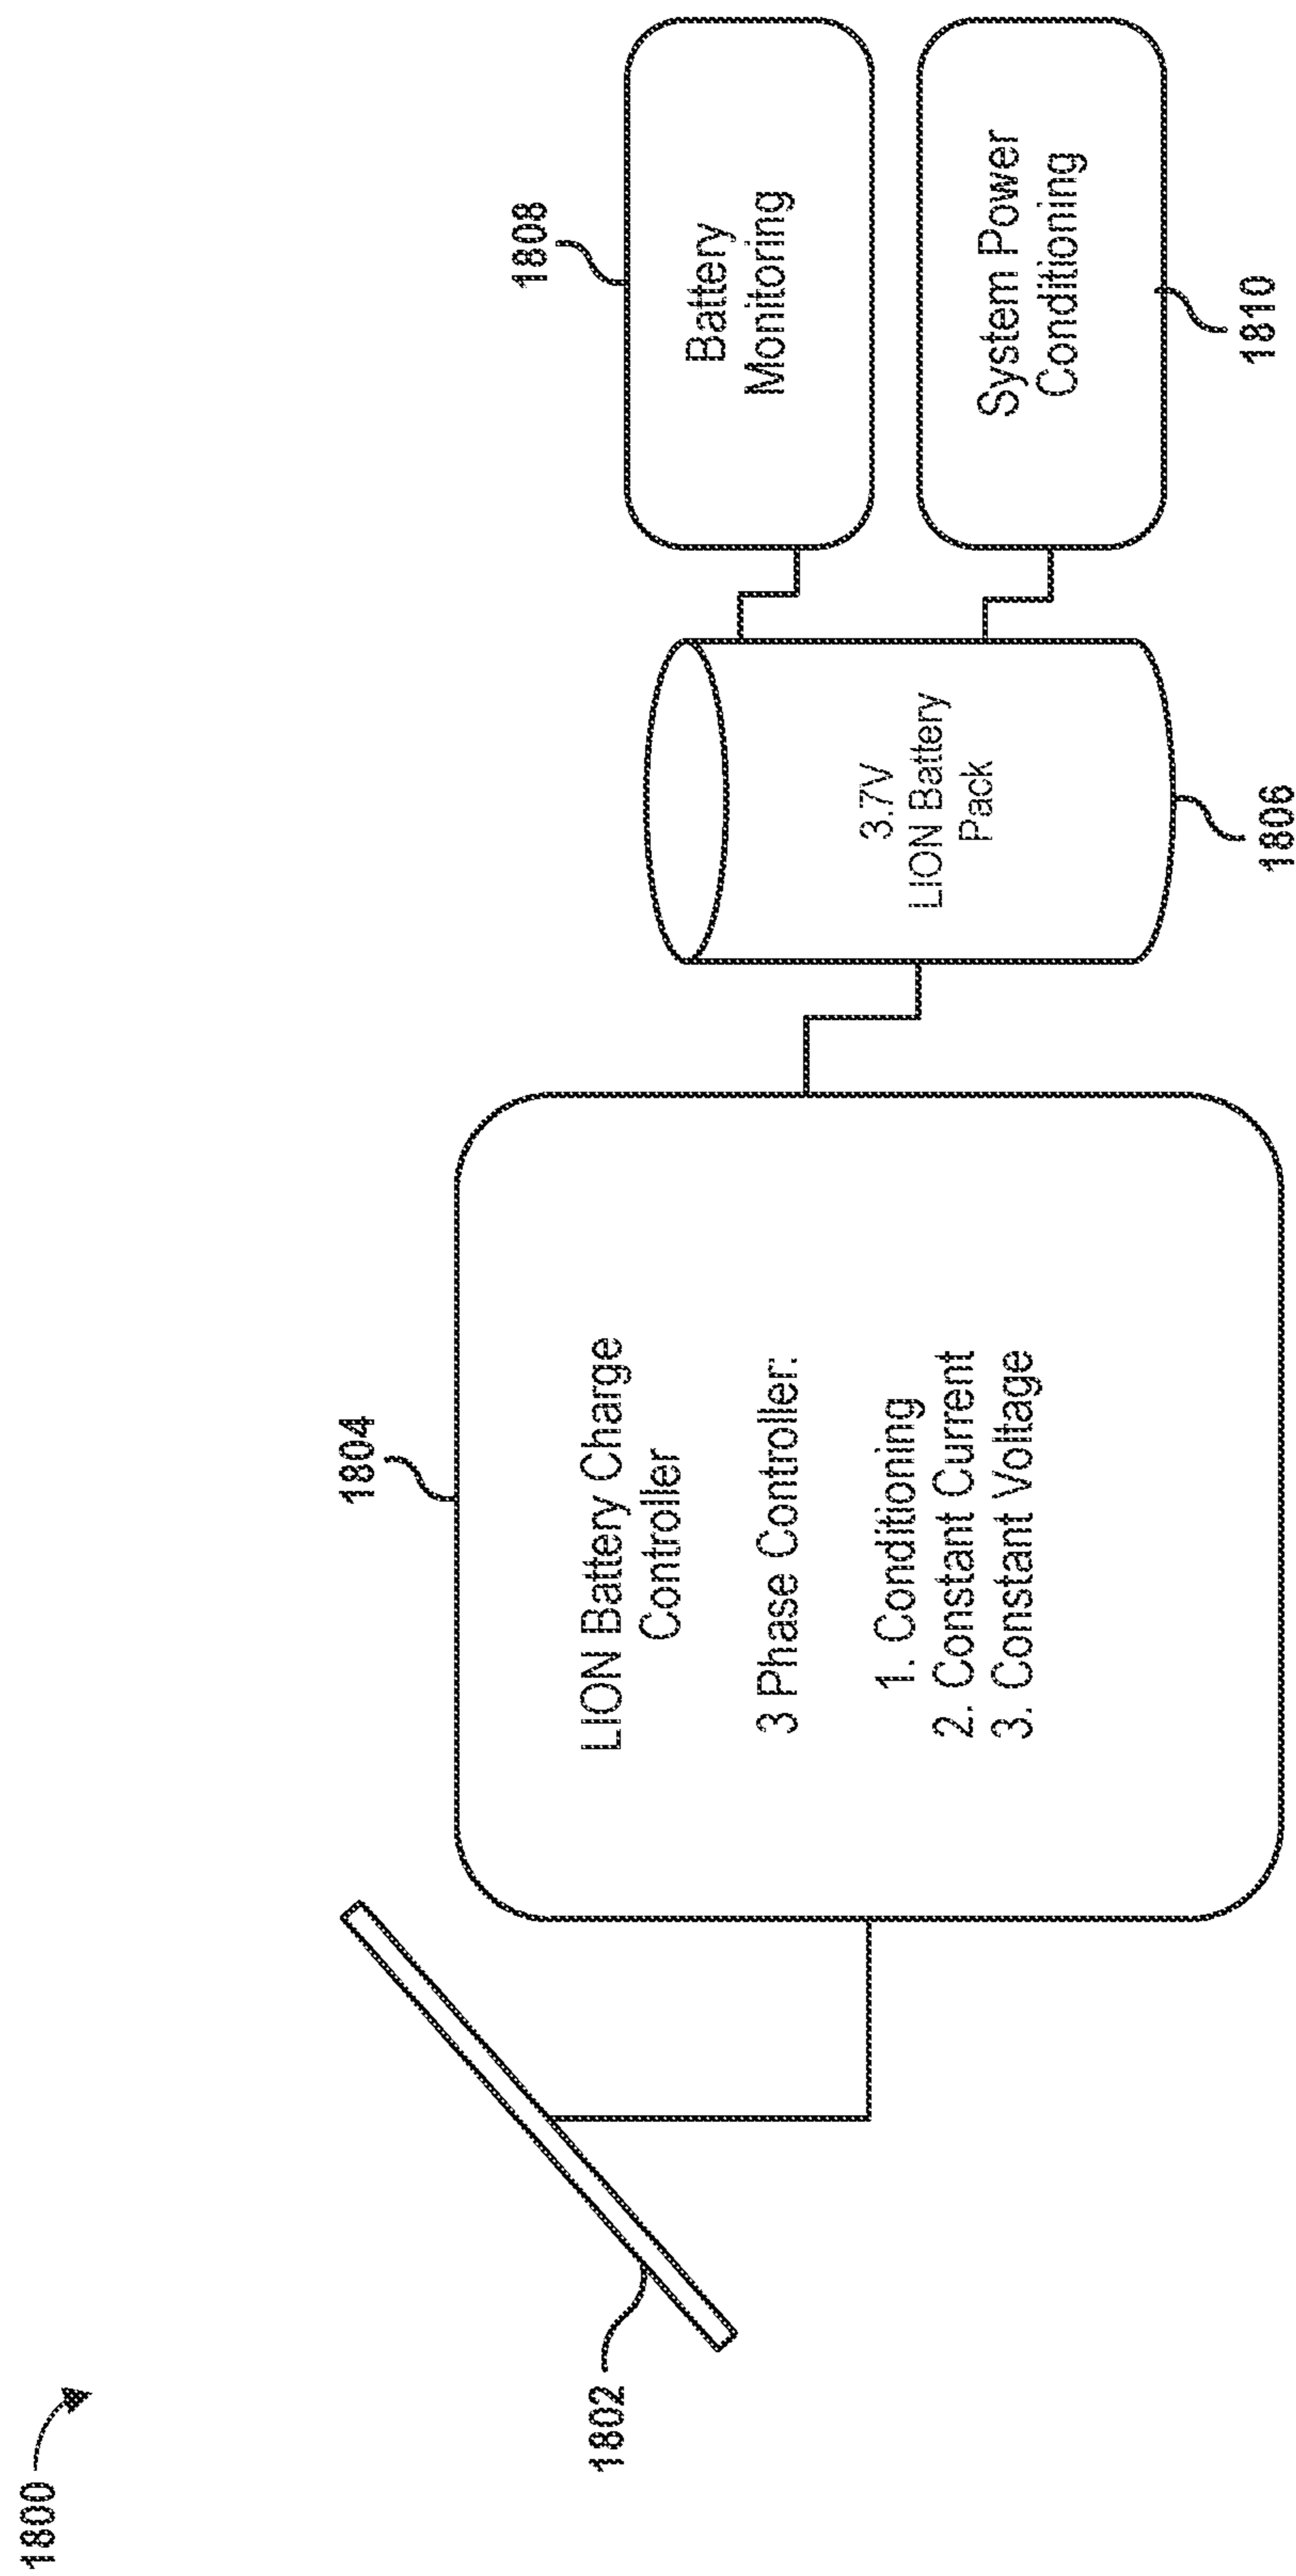 1800
1802
1804
LION Battery Charge
Controller
3 Phase Controller:
1. Conditioning
2. Constant Current
3. Constant Voltage
3.7V
LION Battery
Pack
1806
1808
Battery
Monitoring
System Power
Conditioning
1810